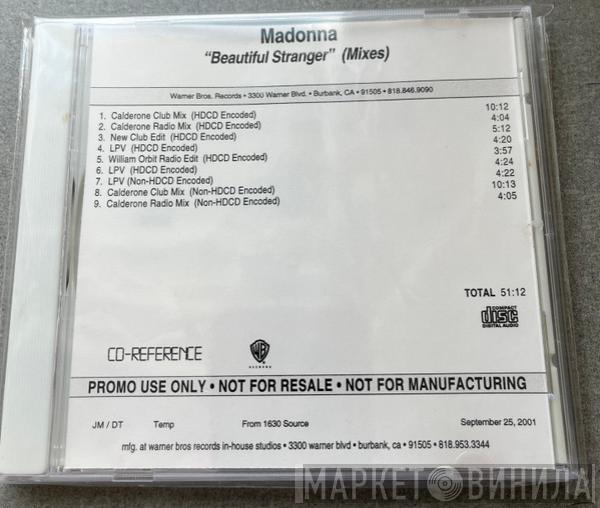 Madonna
"Beautiful Stranger" (Mixes)
Warner Bros. Records • 3300 Warner Blvd. • Burbank, CA • 91505 • 818.846.9090
1. Calderone Club Mix (HDCD Encoded) 10:12
2. Calderone Radio Mix (HDCD Encoded) 4:04
3. New Club Edit (HDCD Encoded) 5:12
4. LPV (HDCD Encoded) 4:20
5. William Orbit Radio Edit (HDCD Encoded) 3:57
6. LPV (HDCD Encoded) 4:24
7. LPV (Non-HDCD Encoded) 4:22
8. Calderone Club Mix (Non-HDCD Encoded) 10:13
9. Calderone Radio Mix (Non-HDCD Encoded) 4:05
TOTAL 51:12
COMPACT
disc
DIGITAL AUDIO
CD-REFERENCE
WB
RECORDS
PROMO USE ONLY • NOT FOR RESALE • NOT FOR MANUFACTURING
JM / DT Temp From 1630 Source September 25, 2001
mfg. at warner bros records in-house studios • 3300 warner blvd • burbank, ca • 91505 • 818.953.3344
МАРКЕТ ВИНИЛА